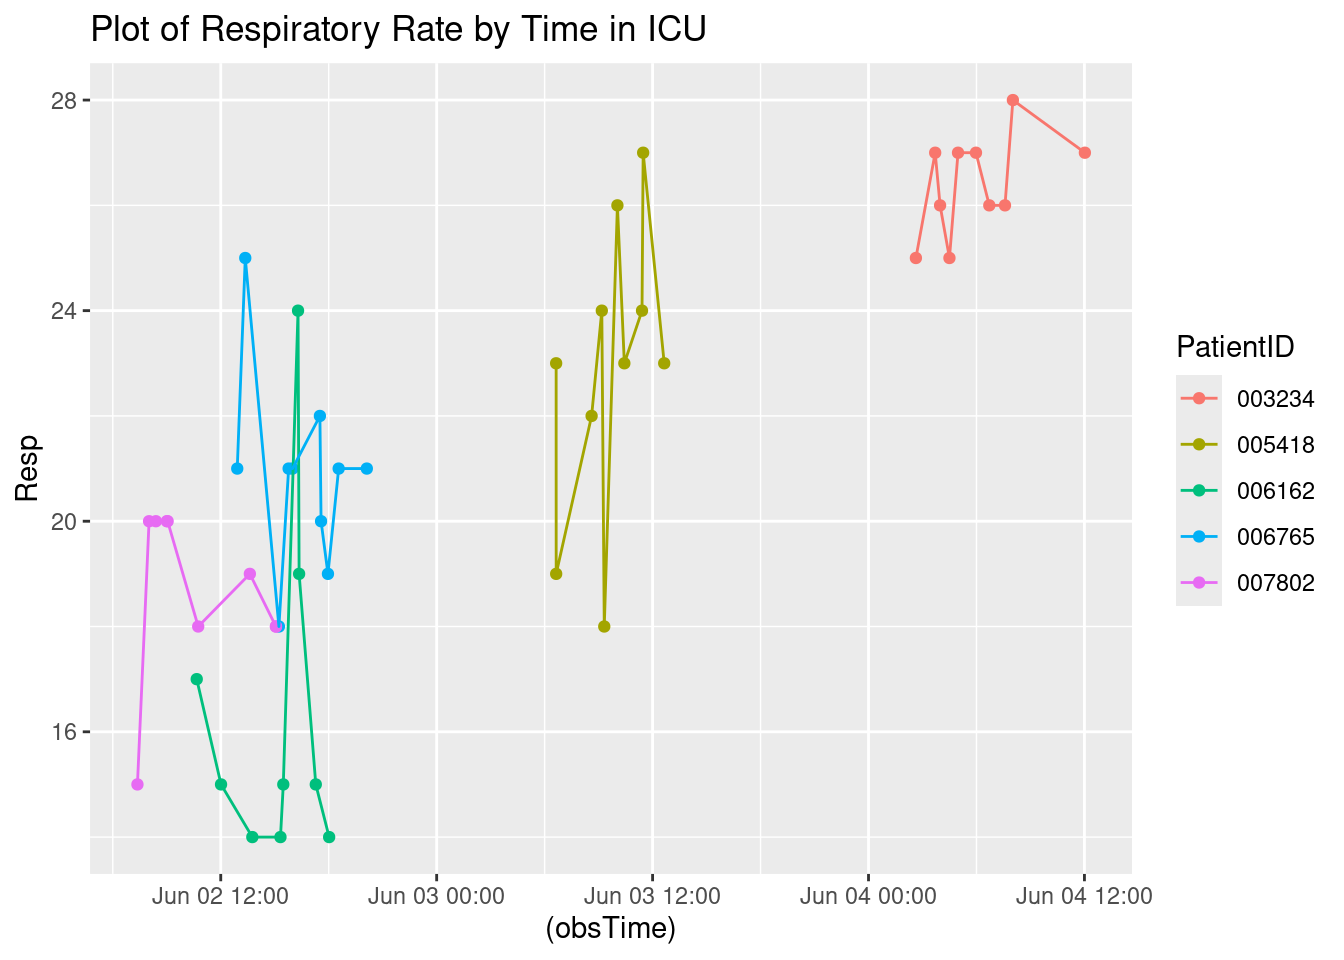 Plot of Respiratory Rate by Time in ICU
28
24
20
16
Resp
Jun 02 12:00
Jun 03 00:00
Jun 03 12:00
Jun 04 00:00
Jun 04 12:00
(obsTime)
PatientID
003234
005418
006162
006765
007802